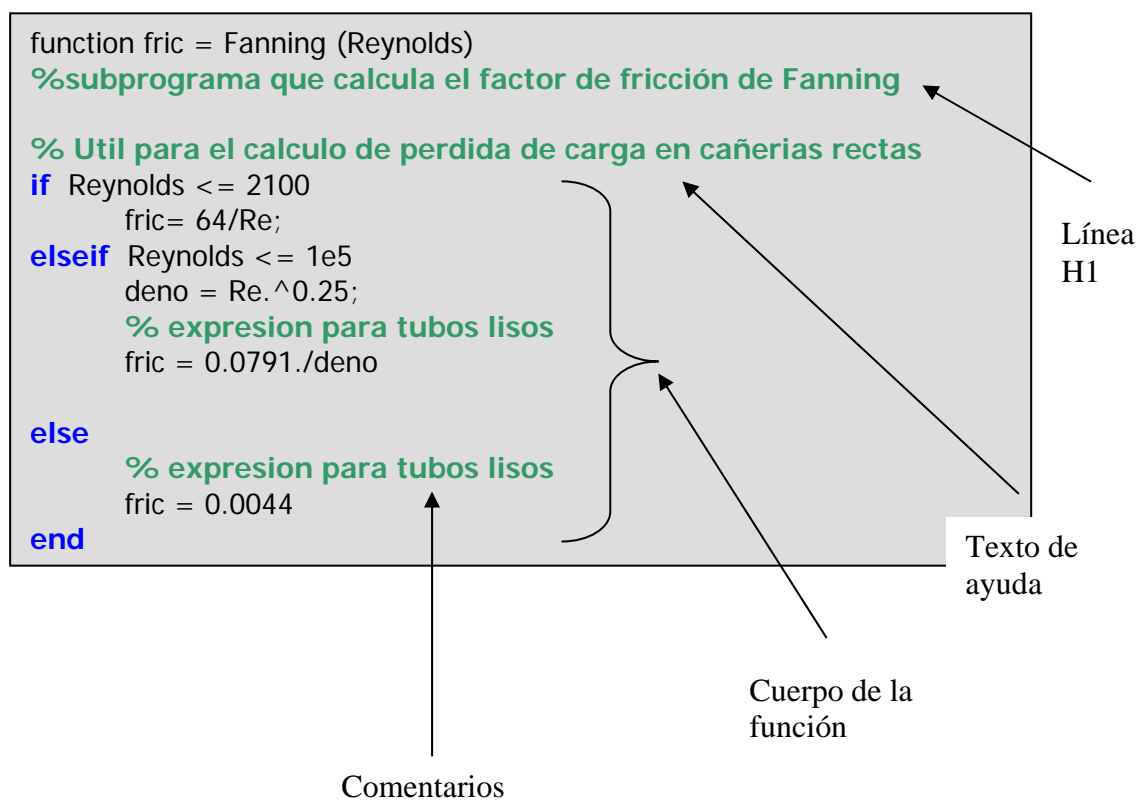 function fric = Fanning (Reynolds)
%subprograma que calcula el factor de fricción de Fanning
% Util para el calculo de perdida de carga en cañerias rectas
if Reynolds <= 2100
fric= 64/Re;
elseif Reynolds <= 1e5
deno = Re.^0.25;
% expresion para tubos lisos
fric = 0.0791./deno
else
% expresion para tubos lisos
fric = 0.0044
end
Línea
H1
Texto de
ayuda
Cuerpo de la
función
Comentarios